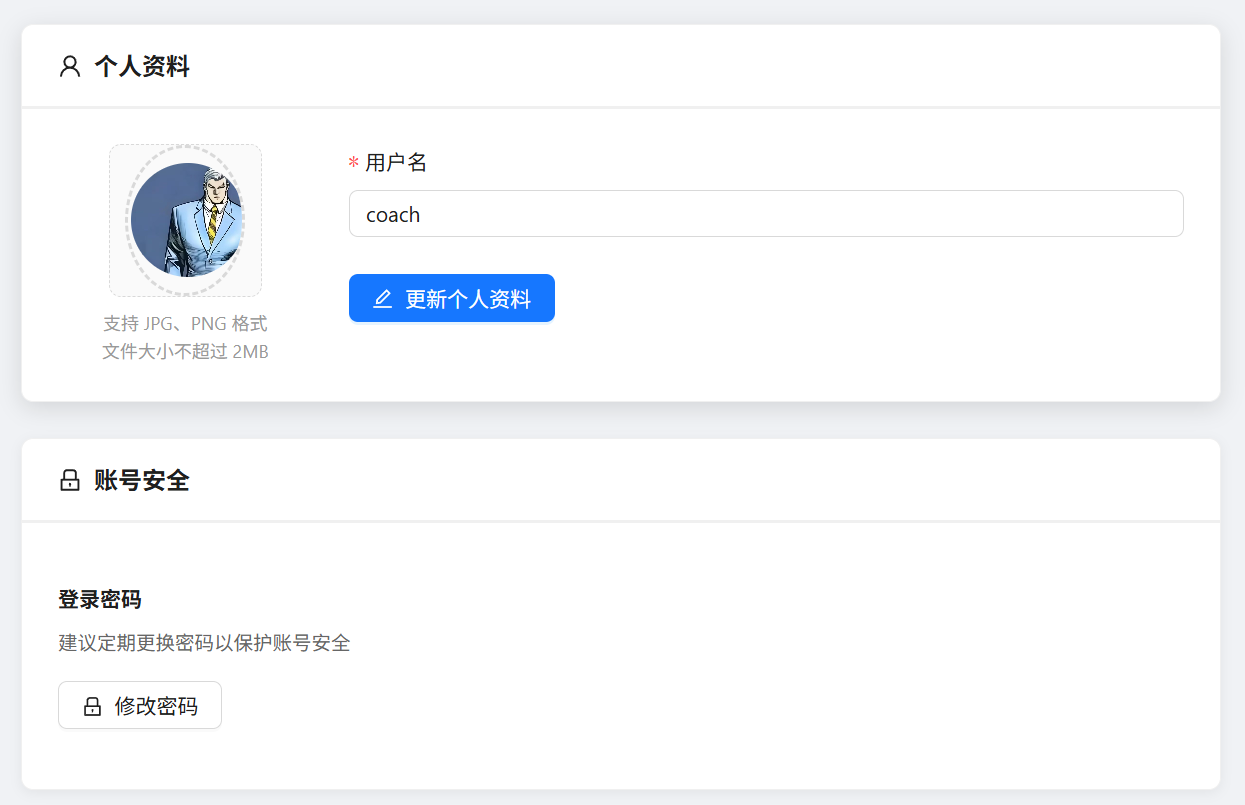 个人资料
* 用户名
coach
更新个人资料
支持 JPG、PNG 格式
文件大小不超过 2MB
账号安全
登录密码
建议定期更换密码以保护账号安全
修改密码